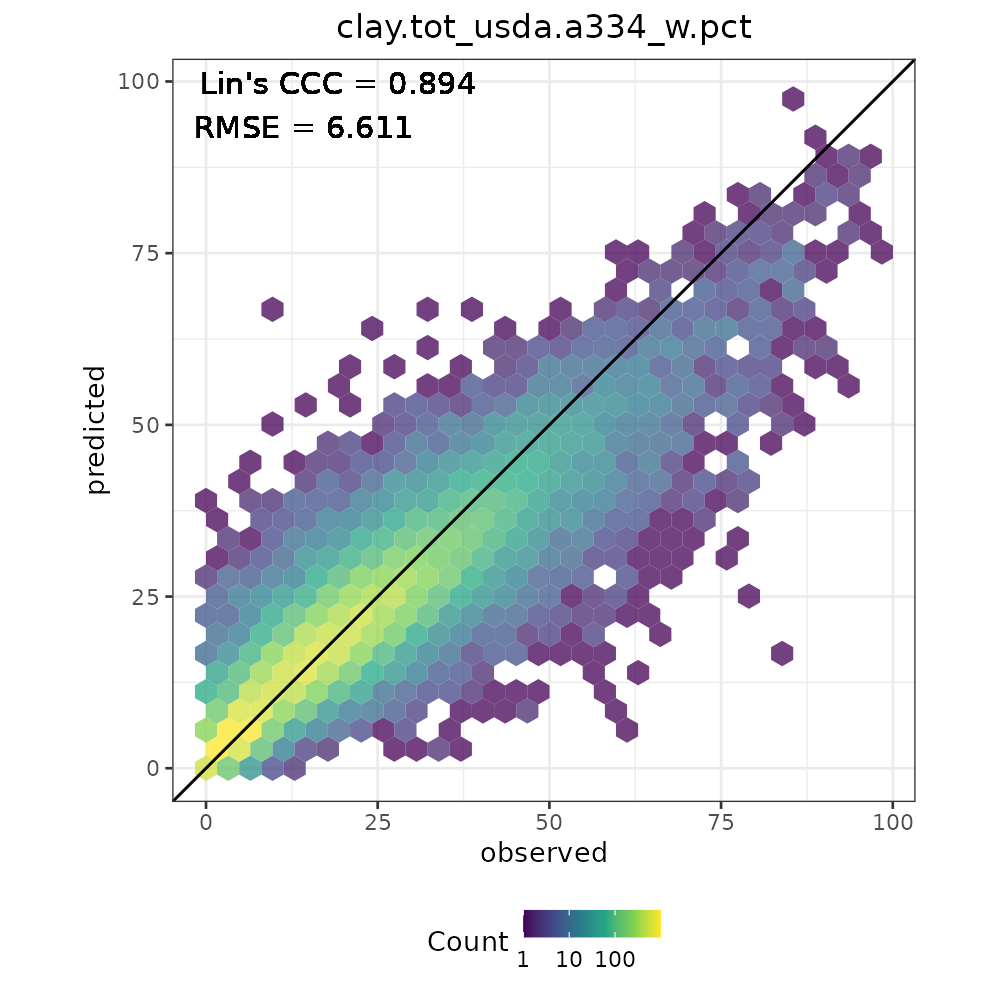 clay.tot_usda.a334_w.pct
Lin's CCC = 0.894
RMSE = 6.611
100
75
50
25
0
predicted
0 25 50 75 100
observed
Count
1 10 100